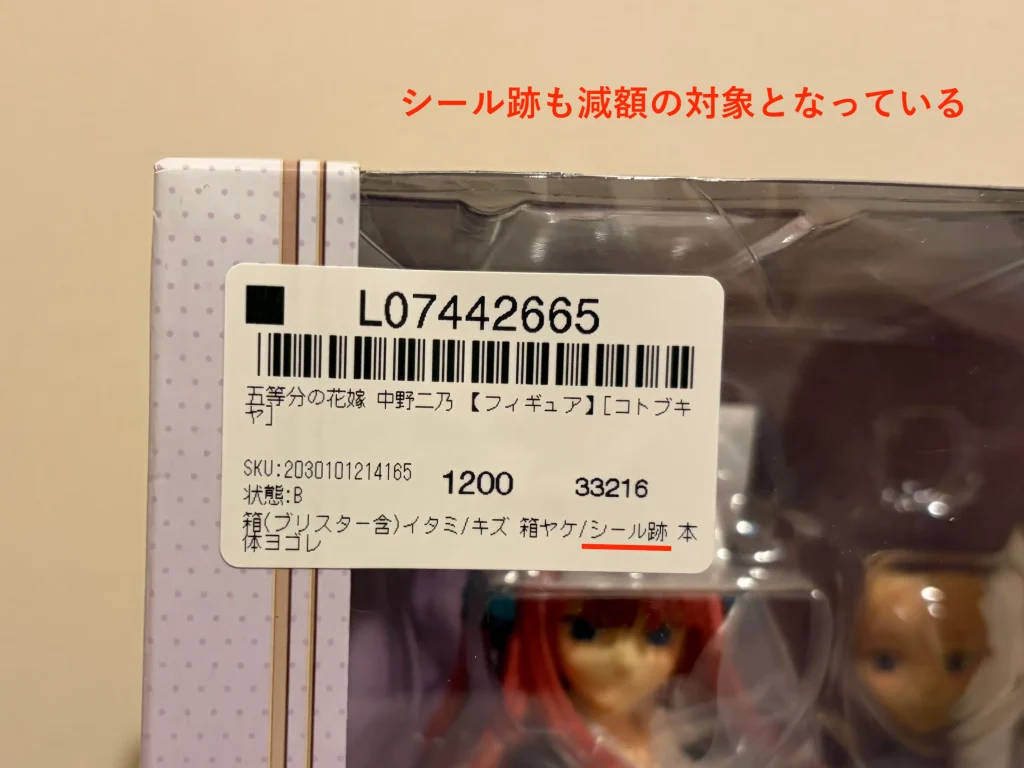 シール跡も減額の対象となっている
L07442665
五等分の花嫁 中野二乃 【フィギュア】[コトブキ
ヤ]
SKU:2030101214165 1200 33216
状態:B
箱(ブリスター含)イタミ/キズ 箱ヤケ/シール跡 本
体ヨゴレ